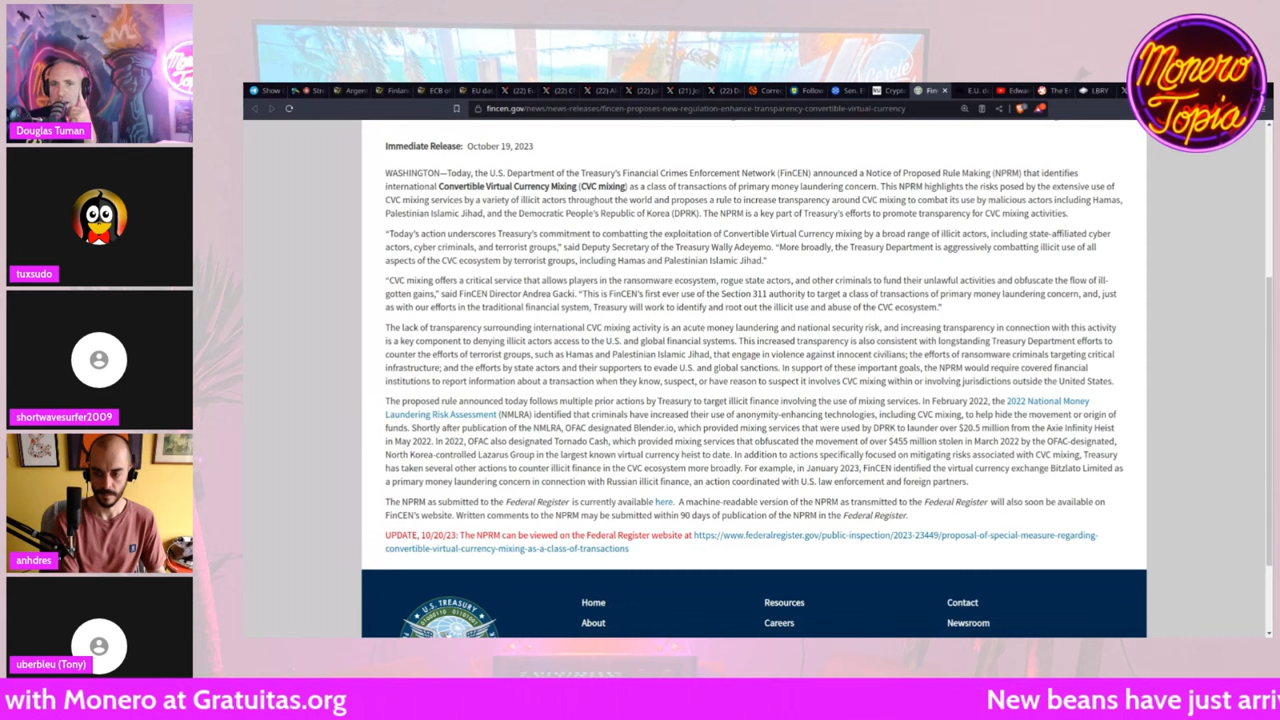 Douglas Tuman
tuxsudo
shortwavesurfer2009
anhdres
uberbleu (Tony)
Monero
Topia
Show
Str
Argen
Finlan
ECB
EU da
(22) E
(22) C
(22) A
(22) Jo
(21) Jo
(22) D
Correc
Follow
Sen. E
Crypt
Fin
E.U. d
Edwar
The E
LBRY
fincen.gov/news/news-releases/fincen-proposes-new-regulation-enhance-transparency-convertible-virtual-currency
Immediate Release: October 19, 2023
WASHINGTON—Today, the U.S. Department of the Treasury's Financial Crimes Enforcement Network (FinCEN) announced a Notice of Proposed Rule Making (NPRM) that identifies
international Convertible Virtual Currency Mixing (CVC mixing) as a class of transactions of primary money laundering concern. This NPRM highlights the risks posed by the extensive use of
CVC mixing services by a variety of illicit actors throughout the world and proposes a rule to increase transparency around CVC mixing to combat its use by malicious actors including Hamas,
Palestinian Islamic Jihad, and the Democratic People's Republic of Korea (DPRK). The NPRM is a key part of Treasury's efforts to promote transparency for CVC mixing activities.
“Today's action underscores Treasury's commitment to combatting the exploitation of Convertible Virtual Currency mixing by a broad range of illicit actors, including state-affiliated cyber
actors, cyber criminals, and terrorist groups,” said Deputy Secretary of the Treasury Wally Adeyemo. “More broadly, the Treasury Department is aggressively combatting illicit use of all
aspects of the CVC ecosystem by terrorist groups, including Hamas and Palestinian Islamic Jihad.”
“CVC mixing offers a critical service that allows players in the ransomware ecosystem, rogue state actors, and other criminals to fund their unlawful activities and obfuscate the flow of ill-
gotten gains,” said FinCEN Director Andrea Gacki. “This is FinCEN's first ever use of the Section 311 authority to target a class of transactions of primary money laundering concern, and, just
as with our efforts in the traditional financial system, Treasury will work to identify and root out the illicit use and abuse of the CVC ecosystem.”
The lack of transparency surrounding international CVC mixing activity is an acute money laundering and national security risk, and increasing transparency in connection with this activity
is a key component to denying illicit actors access to the U.S. and global financial systems. This increased transparency is also consistent with longstanding Treasury Department efforts to
counter the efforts of terrorist groups, such as Hamas and Palestinian Islamic Jihad, that engage in violence against innocent civilians; the efforts of ransomware criminals targeting critical
infrastructure; and the efforts by state actors and their supporters to evade U.S. and global sanctions. In support of these important goals, the NPRM would require covered financial
institutions to report information about a transaction when they know, suspect, or have reason to suspect it involves CVC mixing within or involving jurisdictions outside the United States.
The proposed rule announced today follows multiple prior actions by Treasury to target illicit finance involving the use of mixing services. In February 2022, the 2022 National Money
Laundering Risk Assessment (NMLRA) identified that criminals have increased their use of anonymity-enhancing technologies, including CVC mixing, to help hide the movement or origin of
funds. Shortly after publication of the NMLRA, OFAC designated Blender.io, which provided mixing services that were used by DPRK to launder over $20.5 million from the Axie Infinity Heist
in May 2022. In 2022, OFAC also designated Tornado Cash, which provided mixing services that obfuscated the movement of over $455 million stolen in March 2022 by the OFAC-designated,
North Korea-controlled Lazarus Group in the largest known virtual currency heist to date. In addition to actions specifically focused on mitigating risks associated with CVC mixing, Treasury
has taken several other actions to counter illicit finance in the CVC ecosystem more broadly. For example, in January 2023, FinCEN identified the virtual currency exchange Bitzlato Limited as
a primary money laundering concern in connection with Russian illicit finance, an action coordinated with U.S. law enforcement and foreign partners.
The NPRM as submitted to the Federal Register is currently available here. A machine-readable version of the NPRM as transmitted to the Federal Register will also soon be available on
FinCEN's website. Written comments to the NPRM may be submitted within 90 days of publication of the NPRM in the Federal Register.
UPDATE, 10/20/23: The NPRM can be viewed on the Federal Register website at https://www.federalregister.gov/public-inspection/2023-23449/proposal-of-special-measure-regarding-
convertible-virtual-currency-mixing-as-a-class-of-transactions
U.S. TREASURY
Home
Resources
Contact
About
Careers
Newsroom
with Monero at Gratuitas.org
New beans have just arriv